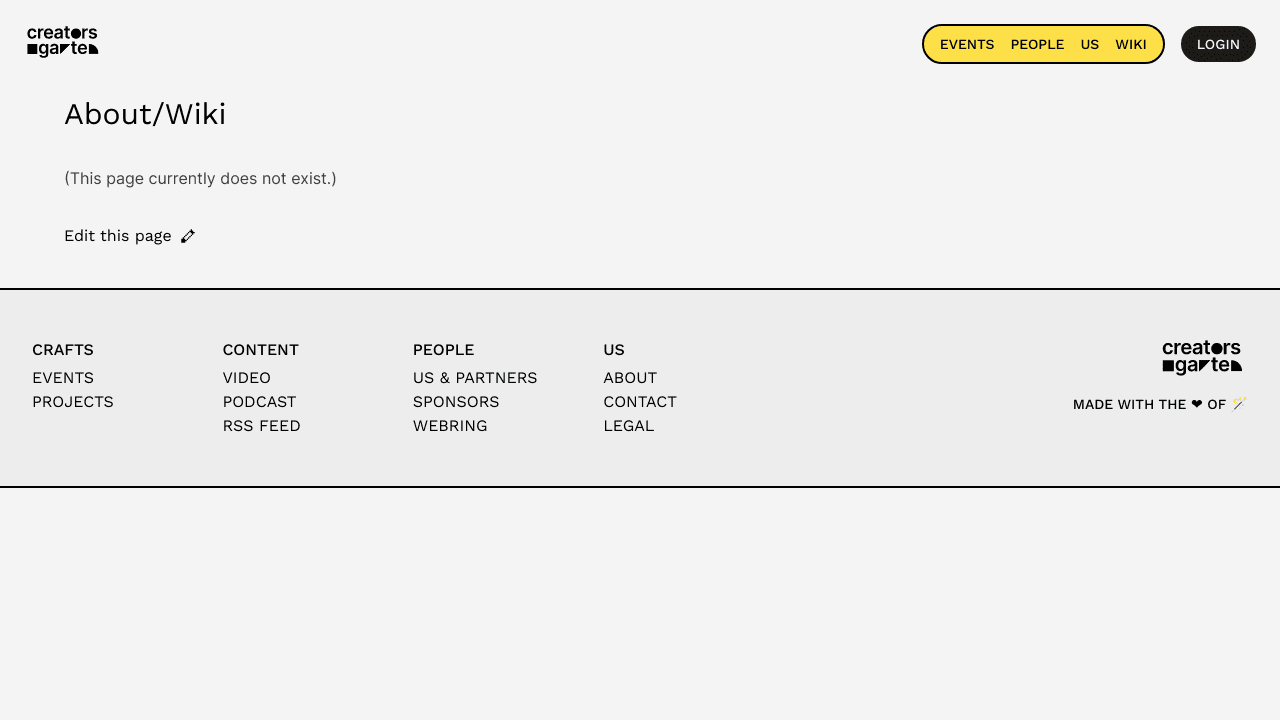 creators
garten
EVENTS PEOPLE US WIKI
LOGIN
About/Wiki
(This page currently does not exist.)
Edit this page
CRAFTS
EVENTS
PROJECTS
CONTENT
VIDEO
PODCAST
RSS FEED
PEOPLE
US & PARTNERS
SPONSORS
WEBRING
US
ABOUT
CONTACT
LEGAL
creators
garten
MADE WITH THE ❤ OF 🪄